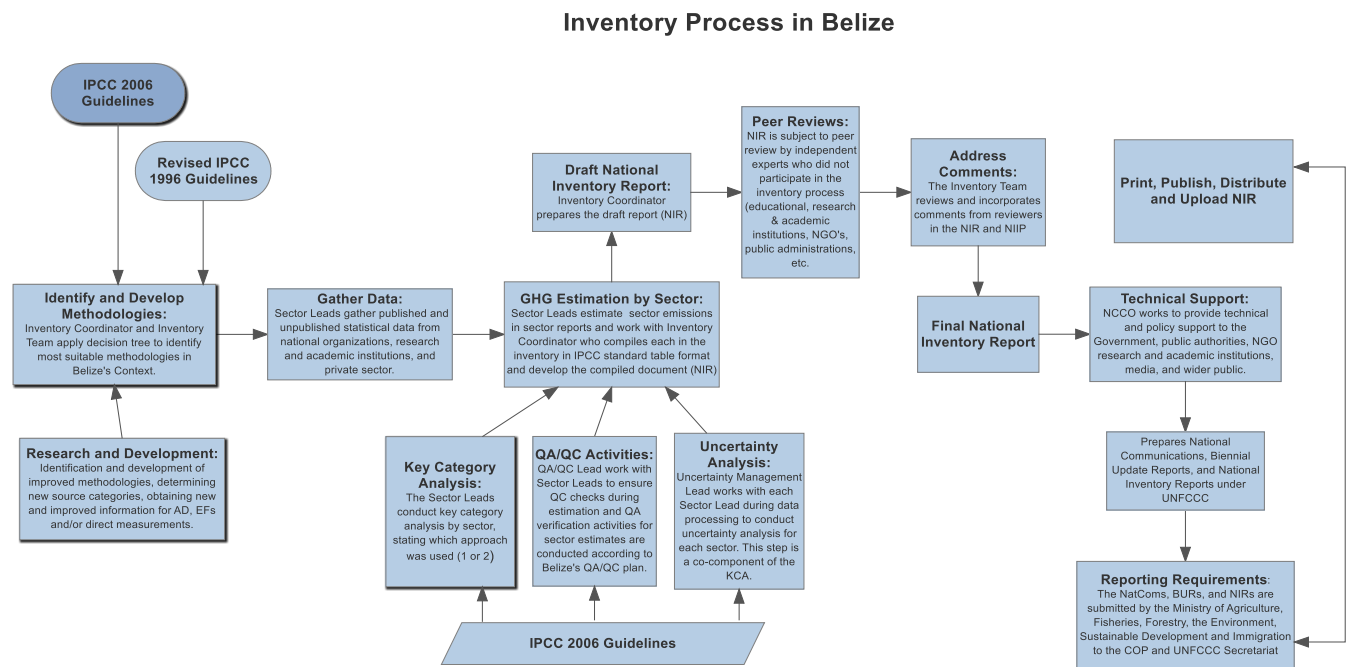 Inventory Process in Belize
IPCC 2006
Guidelines
Revised IPCC
1996 Guidelines
Identify and Develop
Methodologies:
Inventory Coordinator and Inventory
Team apply decision tree to identify
most suitable methodologies in
Belize's Context.
Research and Development:
Identification and development of
improved methodologies, determining
new source categories, obtaining new
and improved information for AD, EFs
and/or direct measurements.
Gather Data:
Sector Leads gather published and
unpublished statistical data from
national organizations, research
and academic institutions, and
private sector.
GHG Estimation by Sector:
Sector Leads estimate sector emissions
in sector reports and work with Inventory
Coordinator who compiles each in the
inventory in IPCC standard table format
and develop the compiled document (NIR)
Key Category
Analysis:
The Sector Leads
conduct key category
analysis by sector,
stating which approach
was used (1 or 2)
QA/QC Activities:
QA/QC Lead work with
Sector Leads to ensure
QC checks during
estimation and QA
verification activities for
sector estimates are
conducted according to
Belize's QA/QC plan.
Uncertainty
Analysis:
Uncertainty Management
Lead works with each
Sector Lead during data
processing to conduct
uncertainty analysis for
each sector. This step is
a co-component of the
KCA.
IPCC 2006 Guidelines
Draft National
Inventory Report:
Inventory Coordinator
prepares the draft report (NIR)
Peer Reviews:
NIR is subject to peer
review by independent
experts who did not
participate in the
inventory process
(educational, research
& academic
institutions, NGO's,
public administrations,
etc.
Address
Comments:
The Inventory Team
reviews and incorporates
comments from reviewers
in the NIR and NIIP
Final National
Inventory Report
Technical Support:
NCCO works to provide technical
and policy support to the
Government, public authorities, NGO
research and academic institutions,
media, and wider public.
Prepares National
Communications, Biennial
Update Reports, and National
Inventory Reports under
UNFCCC
Reporting Requirements:
The NatComs, BURs, and NIRs are
submitted by the Ministry of Agriculture,
Fisheries, Forestry, the Environment,
Sustainable Development and Immigration
to the COP and UNFCCC Secretariat
Print, Publish, Distribute
and Upload NIR